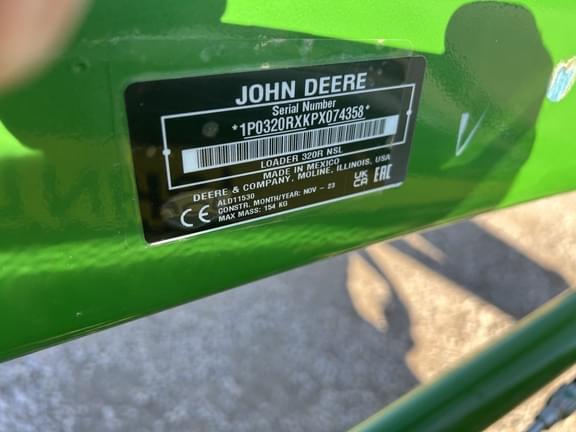 JOHN DEERE
Serial Number
*1P0320RXKPX074358*
LOADER 320R NSL
MADE IN MEXICO
DEERE & COMPANY, MOLINE, ILLINOIS, USA
ALD11530
CONSTR. MONTH/YEAR: NOV - 23
MAX MASS: 154 KG
CE
UK
CA
EAC